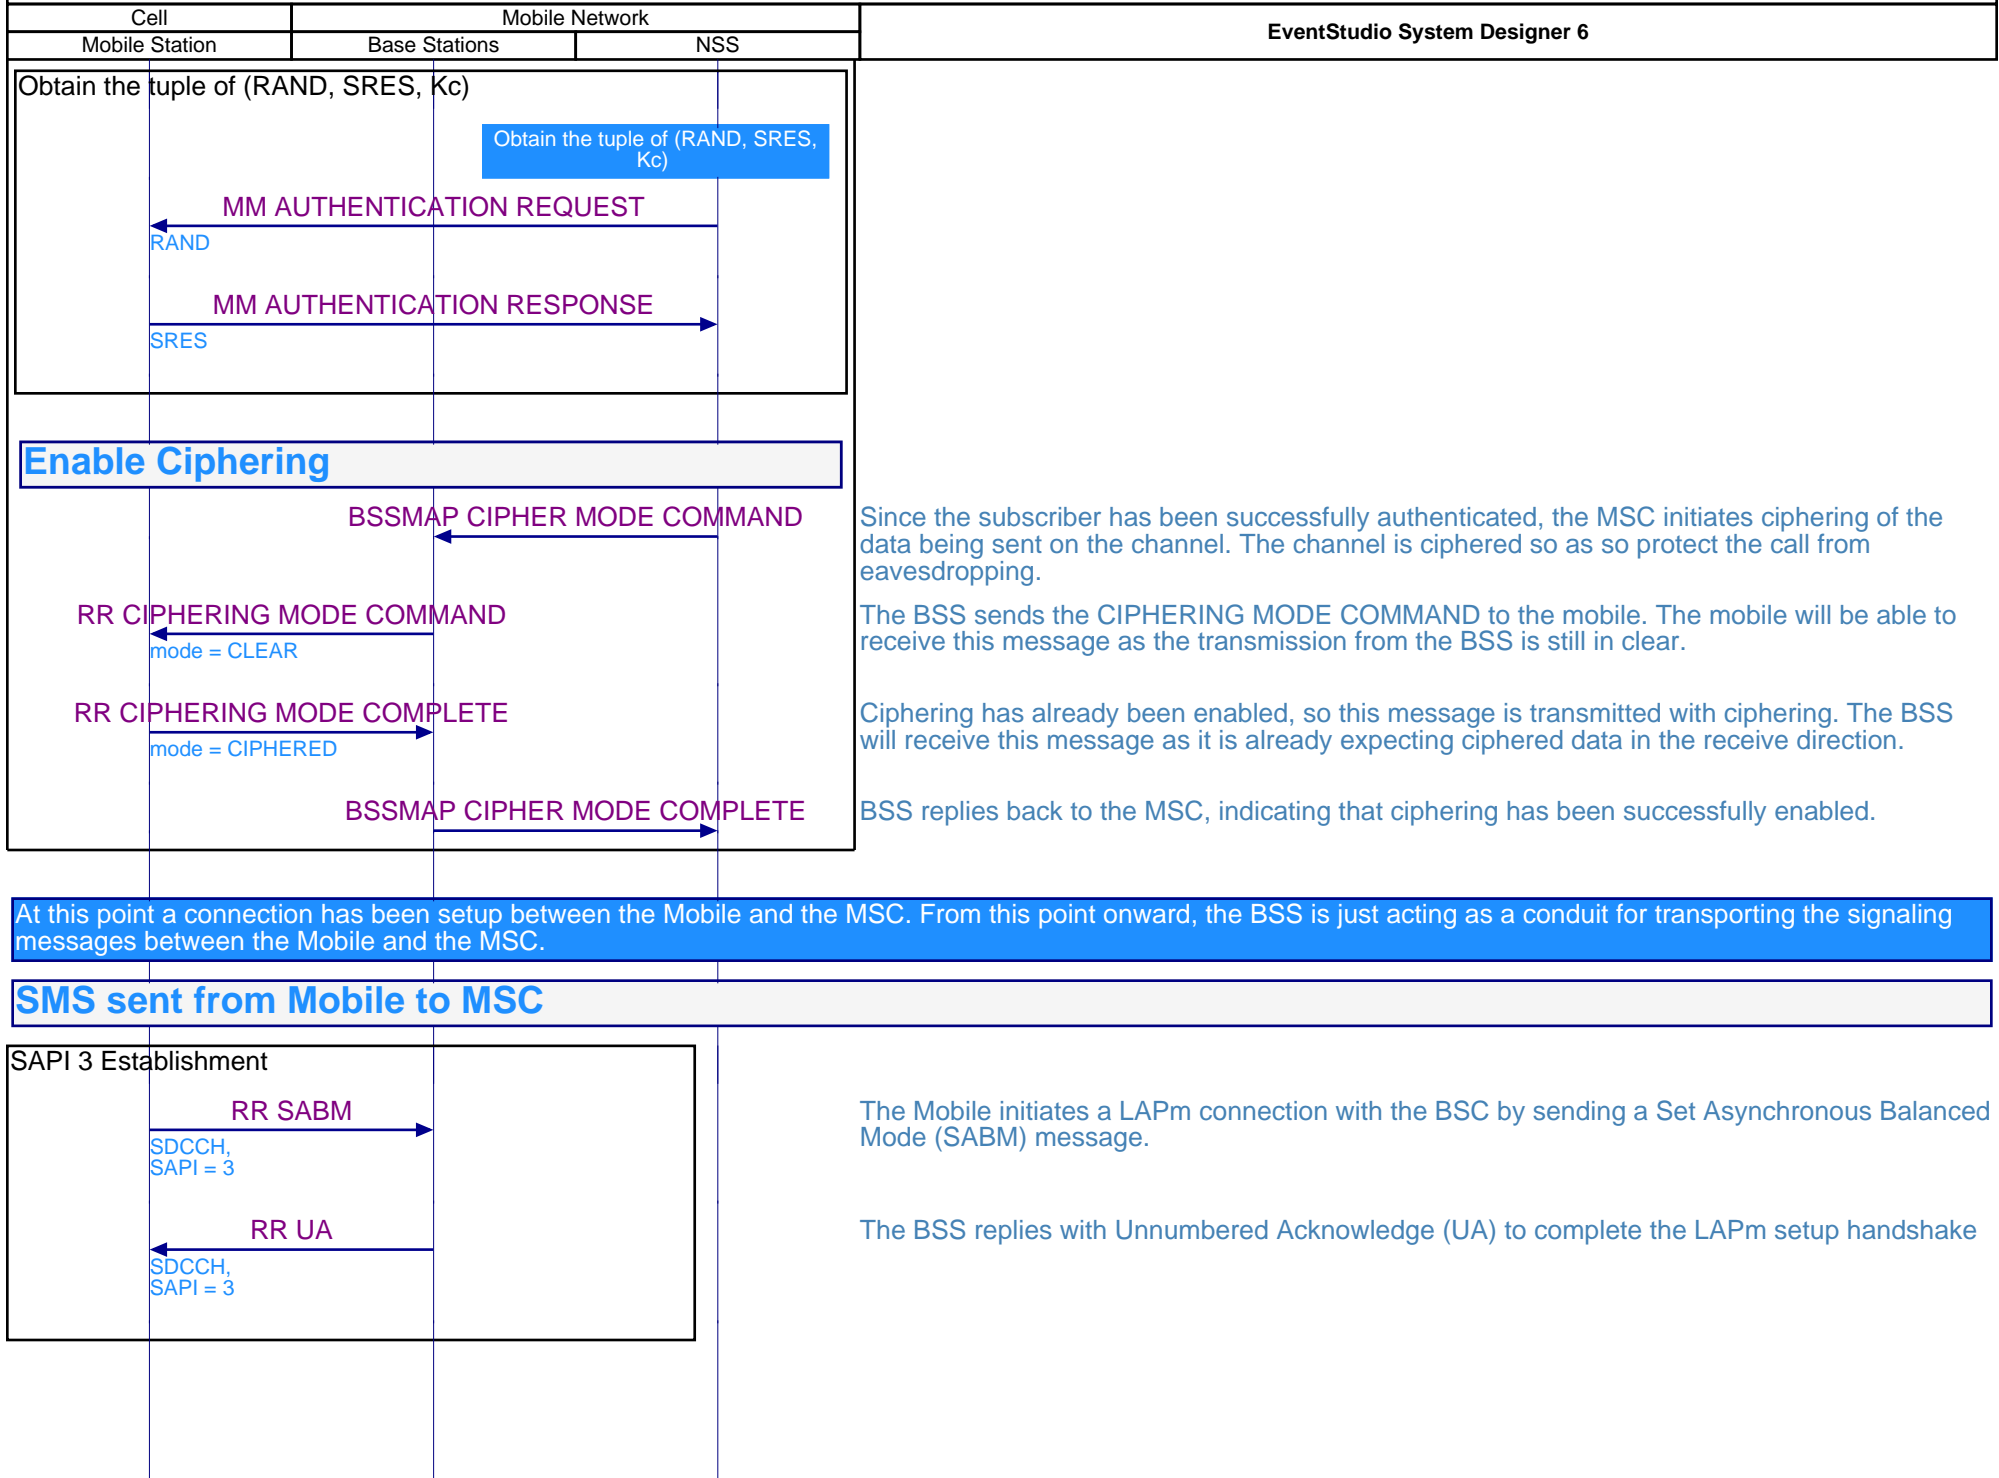 Cell
Mobile Network
EventStudio System Designer 6
Mobile Station
Base Stations
NSS
Obtain the tuple of (RAND, SRES, Kc)
Obtain the tuple of (RAND, SRES,
Kc)
MM AUTHENTICATION REQUEST
RAND
MM AUTHENTICATION RESPONSE
SRES
Enable Ciphering
BSSMAP CIPHER MODE COMMAND
Since the subscriber has been successfully authenticated, the MSC initiates ciphering of the
data being sent on the channel. The channel is ciphered so as so protect the call from
eavesdropping.
RR CIPHERING MODE COMMAND
mode = CLEAR
The BSS sends the CIPHERING MODE COMMAND to the mobile. The mobile will be able to
receive this message as the transmission from the BSS is still in clear.
RR CIPHERING MODE COMPLETE
mode = CIPHERED
Ciphering has already been enabled, so this message is transmitted with ciphering. The BSS
will receive this message as it is already expecting ciphered data in the receive direction.
BSSMAP CIPHER MODE COMPLETE
BSS replies back to the MSC, indicating that ciphering has been successfully enabled.
At this point a connection has been setup between the Mobile and the MSC. From this point onward, the BSS is just acting as a conduit for transporting the signaling
messages between the Mobile and the MSC.
SMS sent from Mobile to MSC
SAPI 3 Establishment
RR SABM
SDCCH,
SAPI = 3
The Mobile initiates a LAPm connection with the BSC by sending a Set Asynchronous Balanced
Mode (SABM) message.
RR UA
SDCCH,
SAPI = 3
The BSS replies with Unnumbered Acknowledge (UA) to complete the LAPm setup handshake